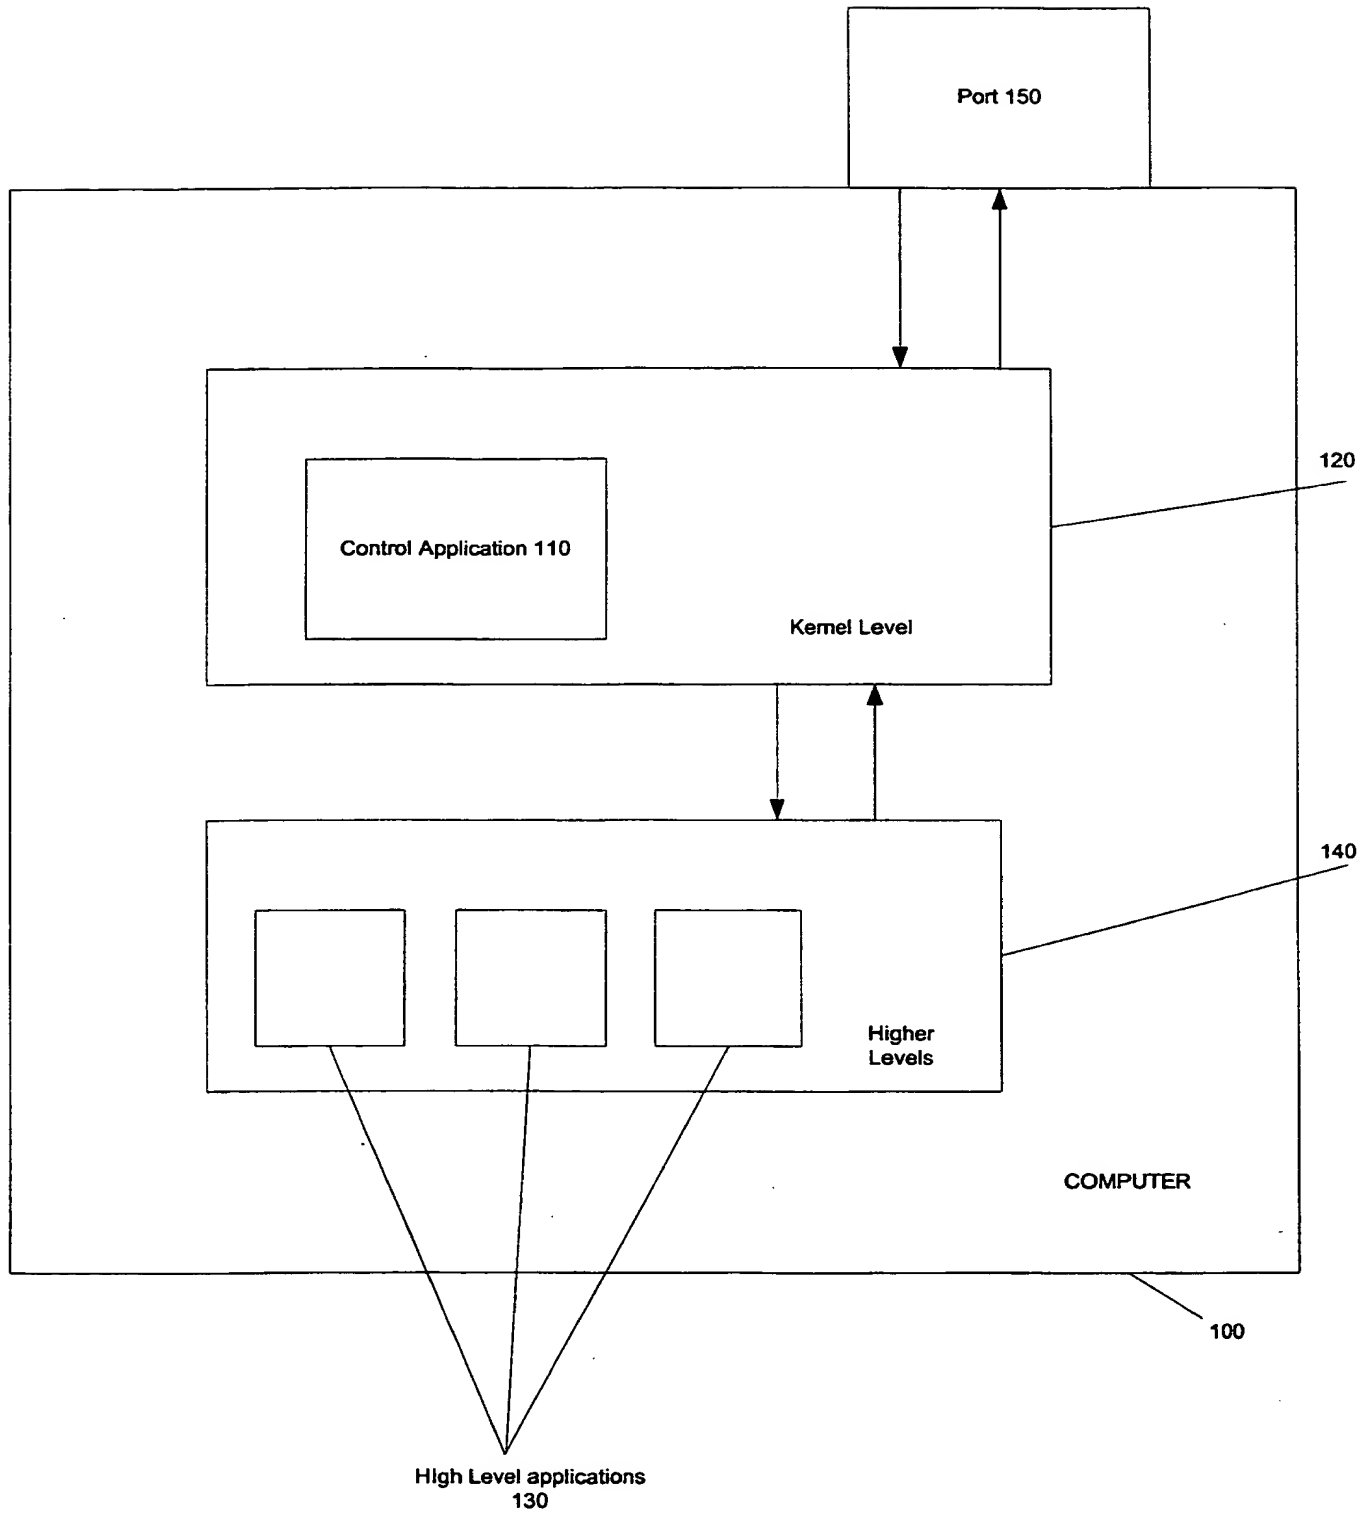 Port 150
120
Control Application 110
Kernel Level
140
Higher
Levels
COMPUTER
100
High Level applications
130